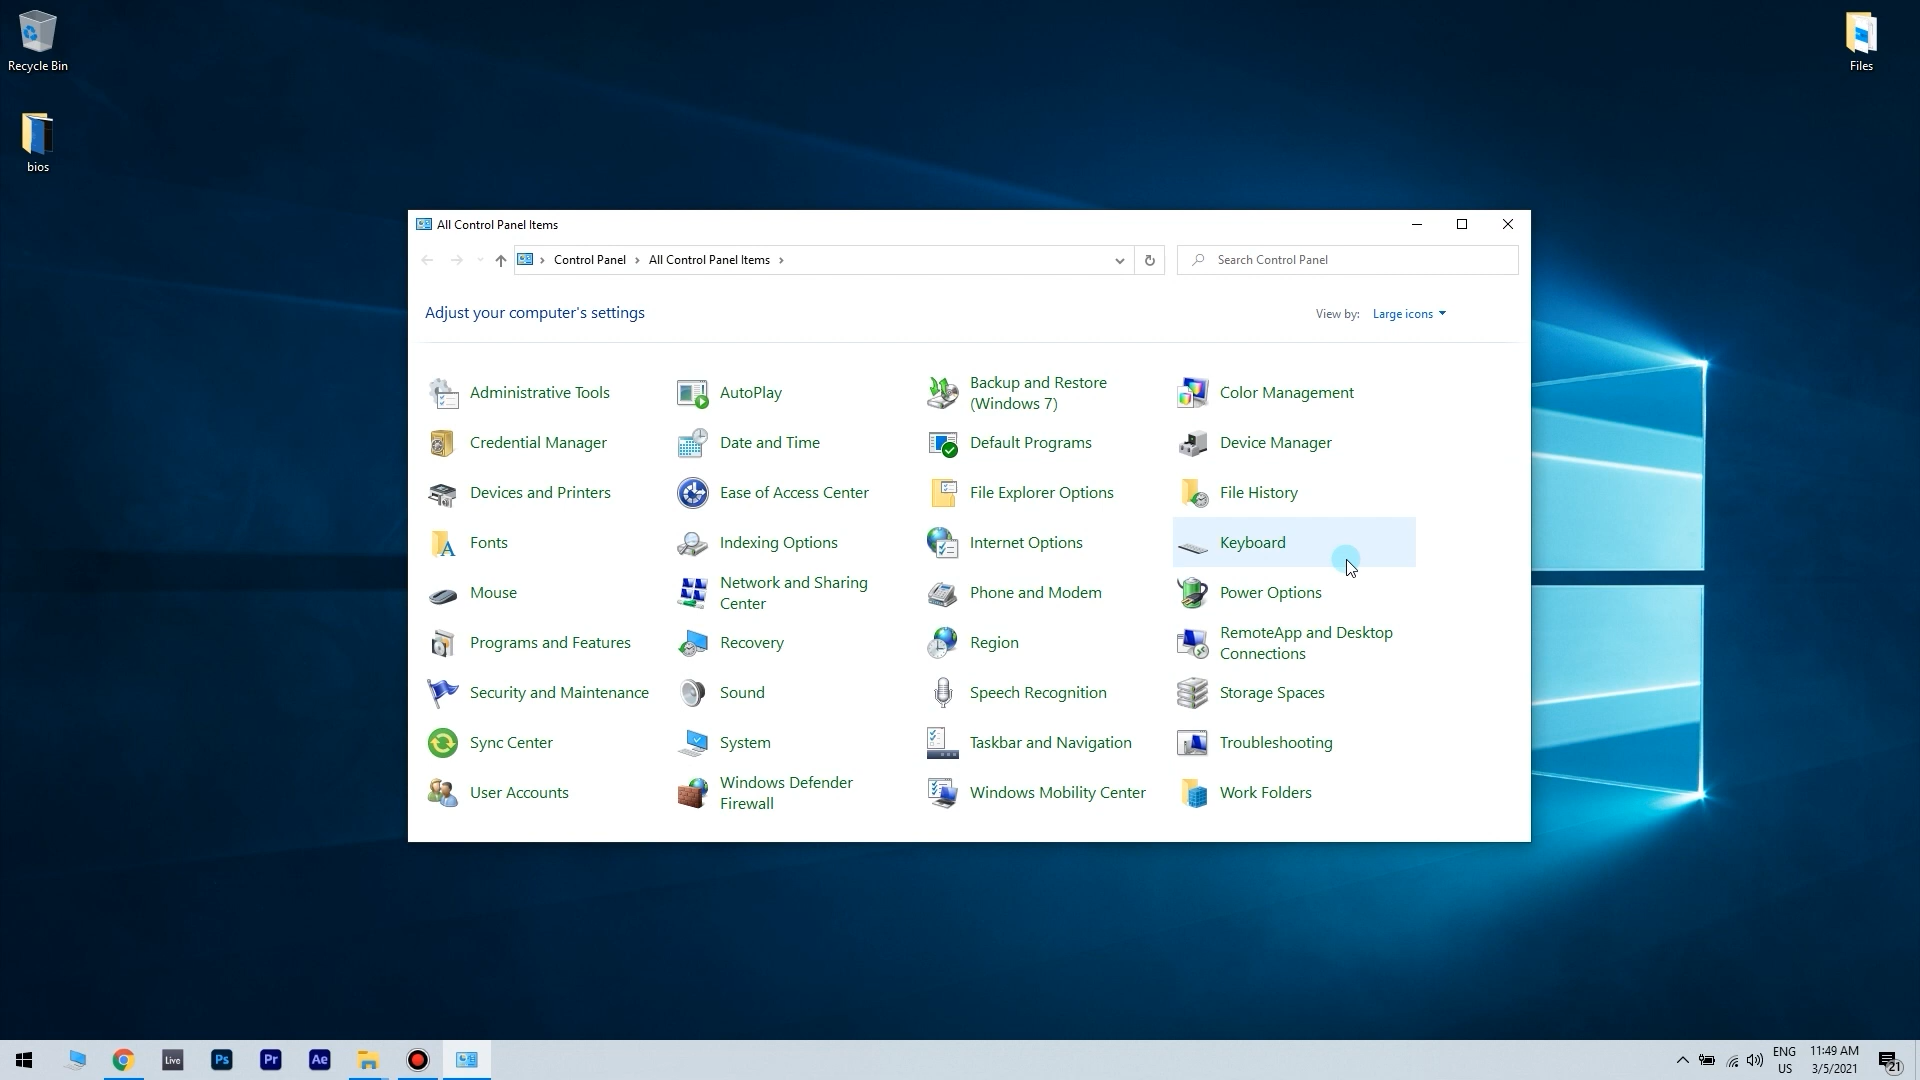 Recycle Bin
Files
bios
All Control Panel Items
Control Panel
All Control Panel Items
Search Control Panel
Adjust your computer's settings
View by:
Large icons
Administrative Tools
AutoPlay
Backup and Restore
(Windows 7)
Color Management
Credential Manager
Date and Time
Default Programs
Device Manager
Devices and Printers
Ease of Access Center
File Explorer Options
File History
Fonts
Indexing Options
Internet Options
Keyboard
Mouse
Network and Sharing
Center
Phone and Modem
Power Options
Programs and Features
Recovery
Region
RemoteApp and Desktop
Connections
Security and Maintenance
Sound
Speech Recognition
Storage Spaces
Sync Center
System
Taskbar and Navigation
Troubleshooting
User Accounts
Windows Defender
Firewall
Windows Mobility Center
Work Folders
Live
Ps
Pr
Ae
ENG
US
11:49 AM
3/5/2021
21